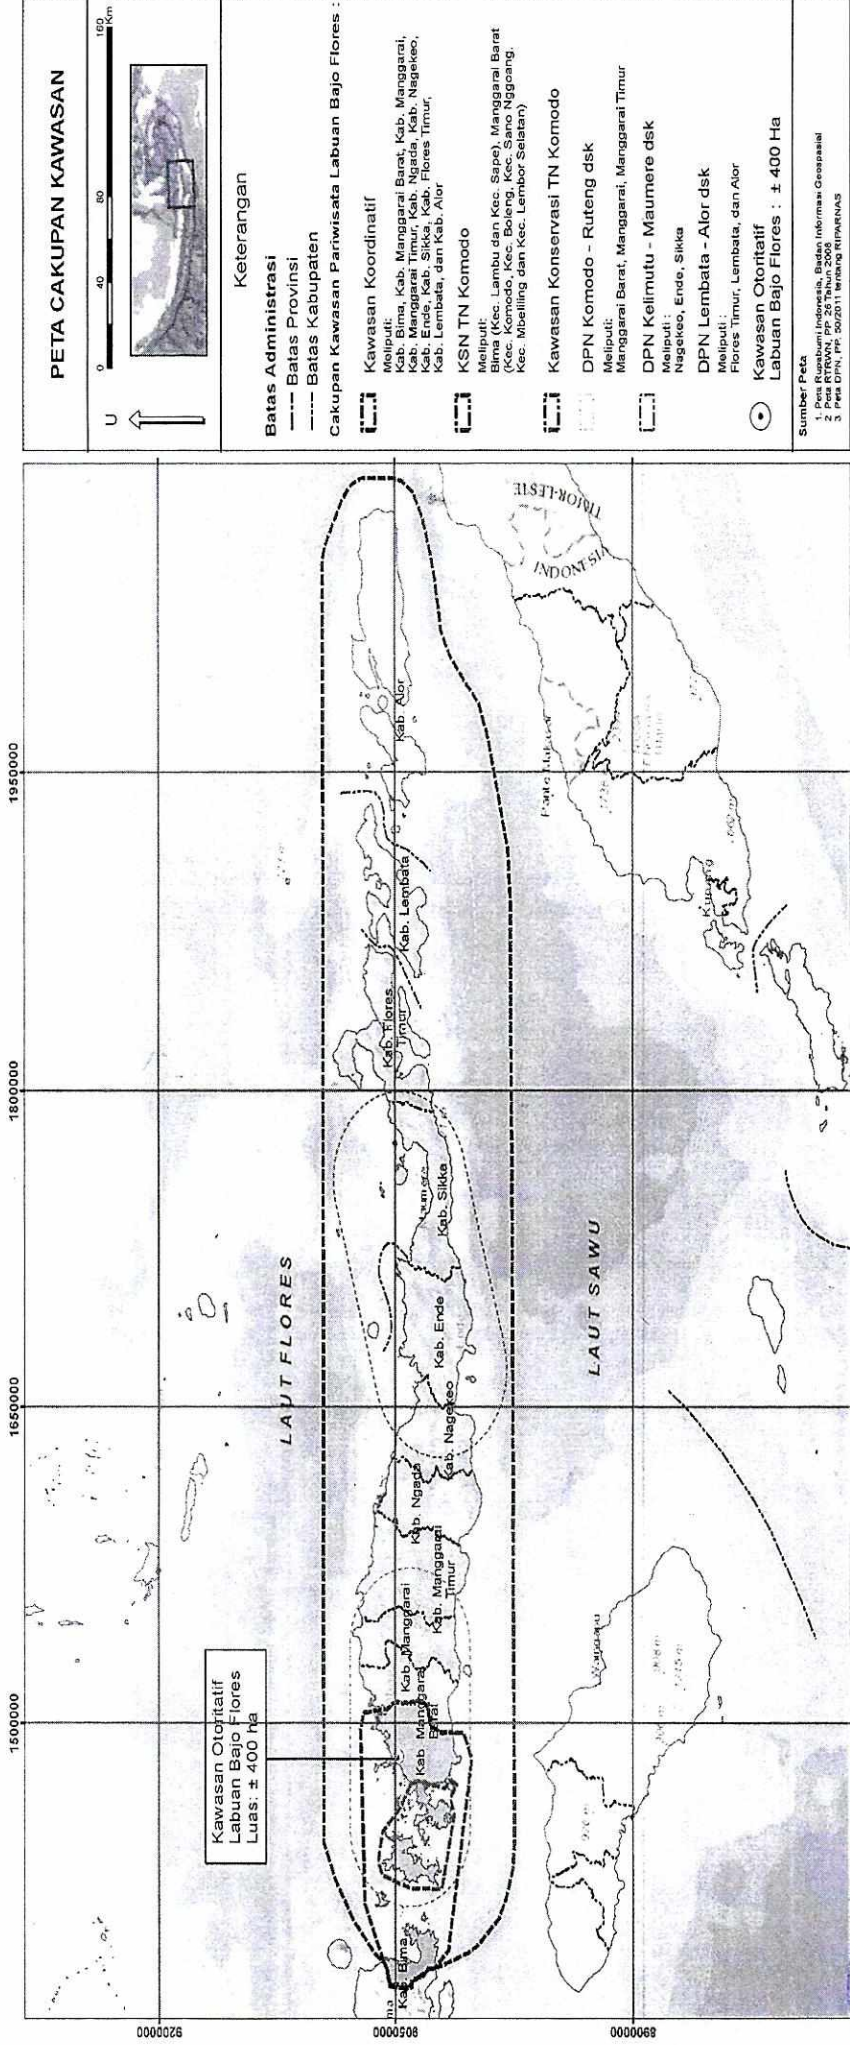 PETA CAKUPAN KAWASAN
U
0 40 80 160 Km
Keterangan
Batas Administrasi
Batas Provinsi
Batas Kabupaten
Cakupan Kawasan Pariwisata Labuan Bajo Flores :
Kawasan Koordinatif
Meliputi:
Kab. Bima, Kab. Manggarai Barat, Kab. Manggarai,
Kab. Manggarai Timur, Kab. Ngada, Kab. Nagekeo,
Kab. Ende, Kab. Sikka, Kab. Flores Timur,
Kab. Lembata, dan Kab. Alor
KSN TN Komodo
Meliputi:
Bima (Kec. Lambu dan Kec. Sape), Manggarai Barat
(Kec. Komodo, Kec. Boleng, Kec. Sano Nggoang,
Kec. Mbeliling dan Kec. Lembor Selatan)
Kawasan Konservasi TN Komodo
DPN Komodo - Ruteng dsk
Meliputi:
Manggarai Barat, Manggarai, Manggarai Timur
DPN Kelimutu - Maumere dsk
Meliputi :
Nagekeo, Ende, Sikka
DPN Lembata - Alor dsk
Meliputi :
Flores Timur, Lembata, dan Alor
Kawasan Otoritatif
Labuan Bajo Flores : ± 400 Ha
Sumber Peta
1. Peta Rupabumi Indonesia, Badan Informasi Geospasial
2. Peta RTRWN, PP 26 Tahun 2008
3. Peta DPN, PP. 50/2011 tentang RIPARNAS
1500000
1650000
1800000
1950000
9200000
9050000
8900000
Kawasan Otoritatif
Labuan Bajo Flores
Luas: ± 400 ha
LAUT FLORES
LAUT SAWU
Kab. Bima
Kab. Manggarai
Barat
Kab. Manggarai
Kab. Manggarai
Timur
Kab. Ngada
Kab. Nagekeo
Kab. Ende
Kab. Sikka
Maumere
Kab. Flores
Timur
Kab. Lembata
Kab. Alor
Kupang
Pante Makasar
INDONESIA
TIMOR-LESTE